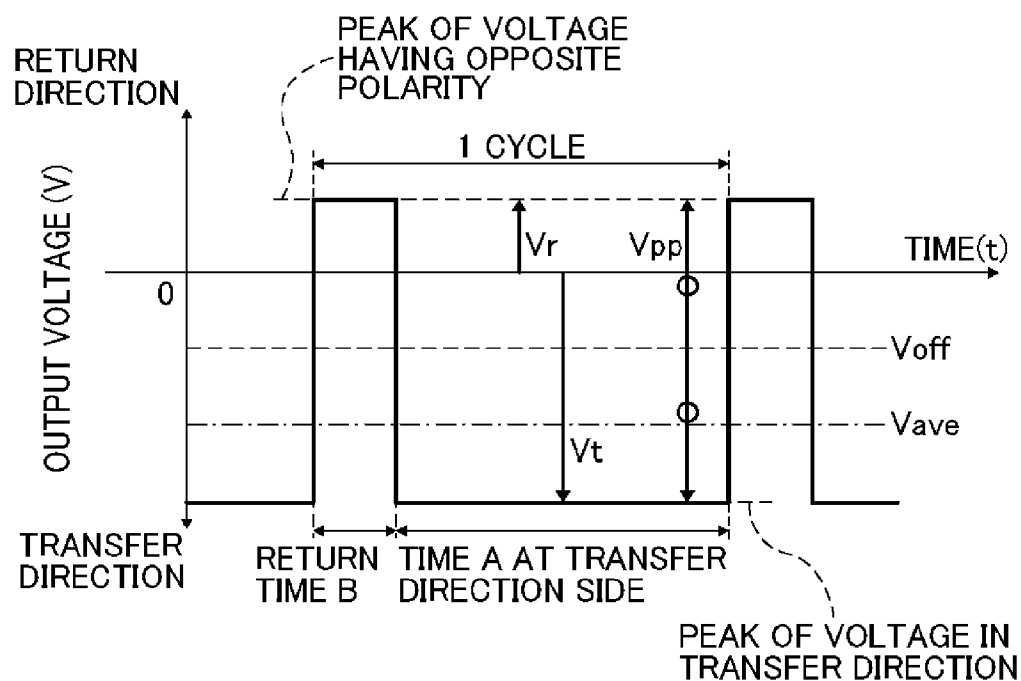 PEAK OF VOLTAGE
HAVING OPPOSITE
POLARITY
RETURN
DIRECTION
1 CYCLE
OUTPUT VOLTAGE (V)
Vr
Vpp
TIME(t)
0
Voff
Vave
Vt
TRANSFER
DIRECTION
RETURN
TIME B
TIME A AT TRANSFER
DIRECTION SIDE
PEAK OF VOLTAGE IN
TRANSFER DIRECTION